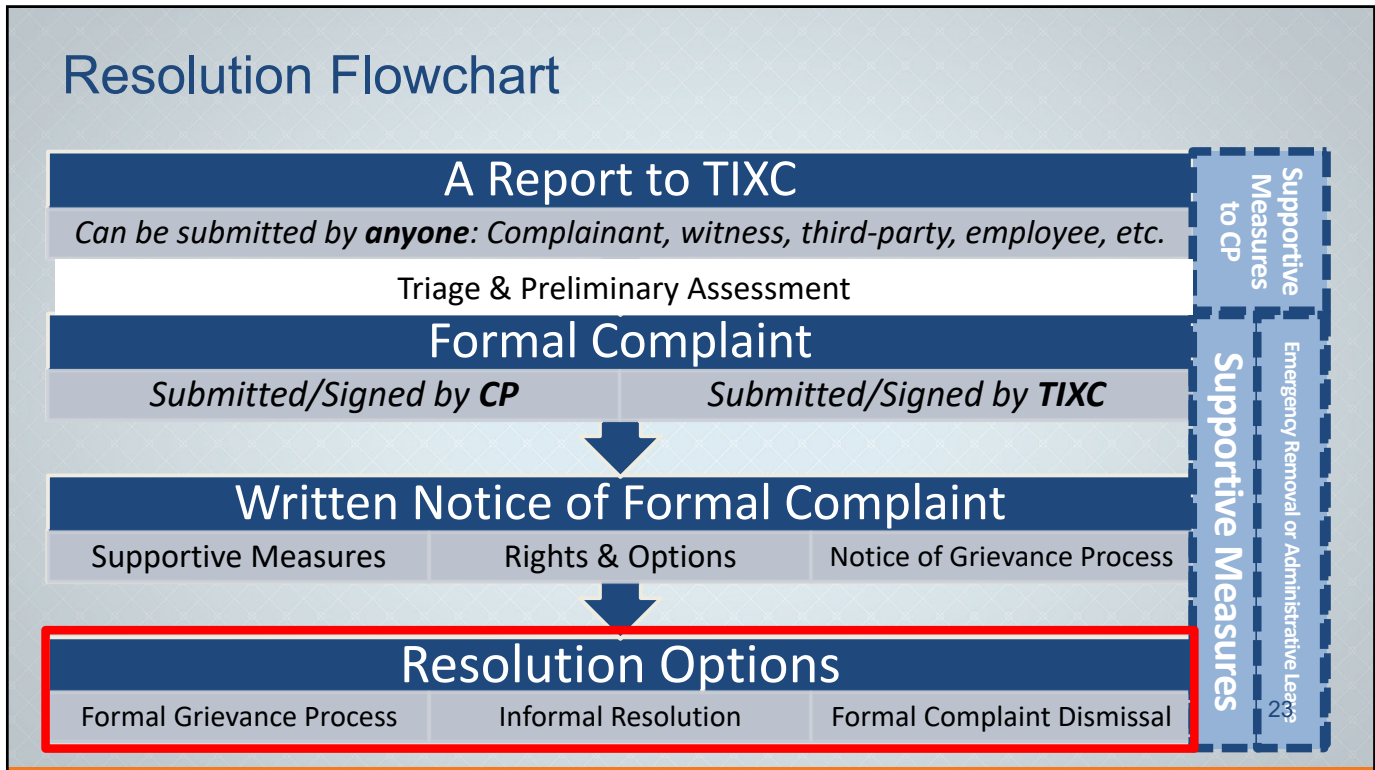 Resolution Flowchart
A Report to TIXC
Can be submitted by anyone: Complainant, witness, third-party, employee, etc.
Triage & Preliminary Assessment
Formal Complaint
Submitted/Signed by CP
Submitted/Signed by TIXC
Written Notice of Formal Complaint
Supportive Measures
Rights & Options
Notice of Grievance Process
Resolution Options
Formal Grievance Process
Informal Resolution
Formal Complaint Dismissal
Supportive
Measures
to CP
Supportive Measures
Emergency Removal or Administrative Leave
23